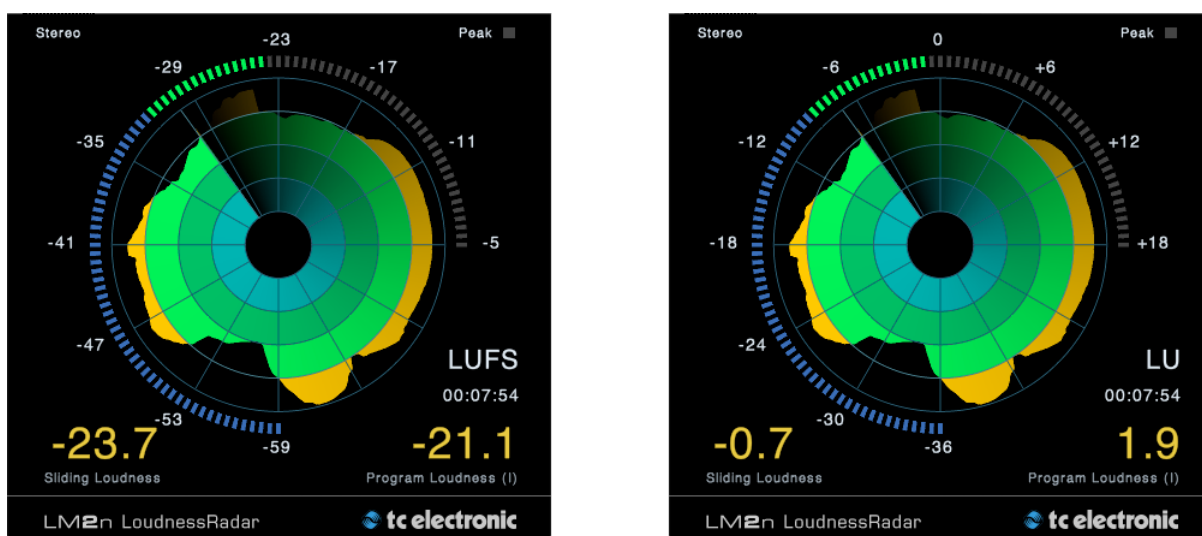 Stereo
Peak
-23
-29
-17
-35
-11
-41
-5
-47
LUFS
00:07:54
-53
-59
-23.7
-21.1
Sliding Loudness
Program Loudness (I)
LM2n LoudnessRadar
tc electronic
Stereo
Peak
0
-6
+6
-12
+12
-18
+18
-24
LU
00:07:54
-30
-36
-0.7
1.9
Sliding Loudness
Program Loudness (I)
LM2n LoudnessRadar
tc electronic